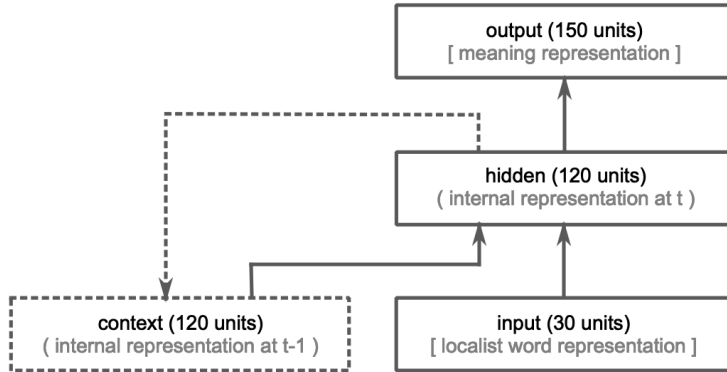 output (150 units)
[ meaning representation ]
hidden (120 units)
( internal representation at t )
context (120 units)
( internal representation at t-1 )
input (30 units)
[ localist word representation ]